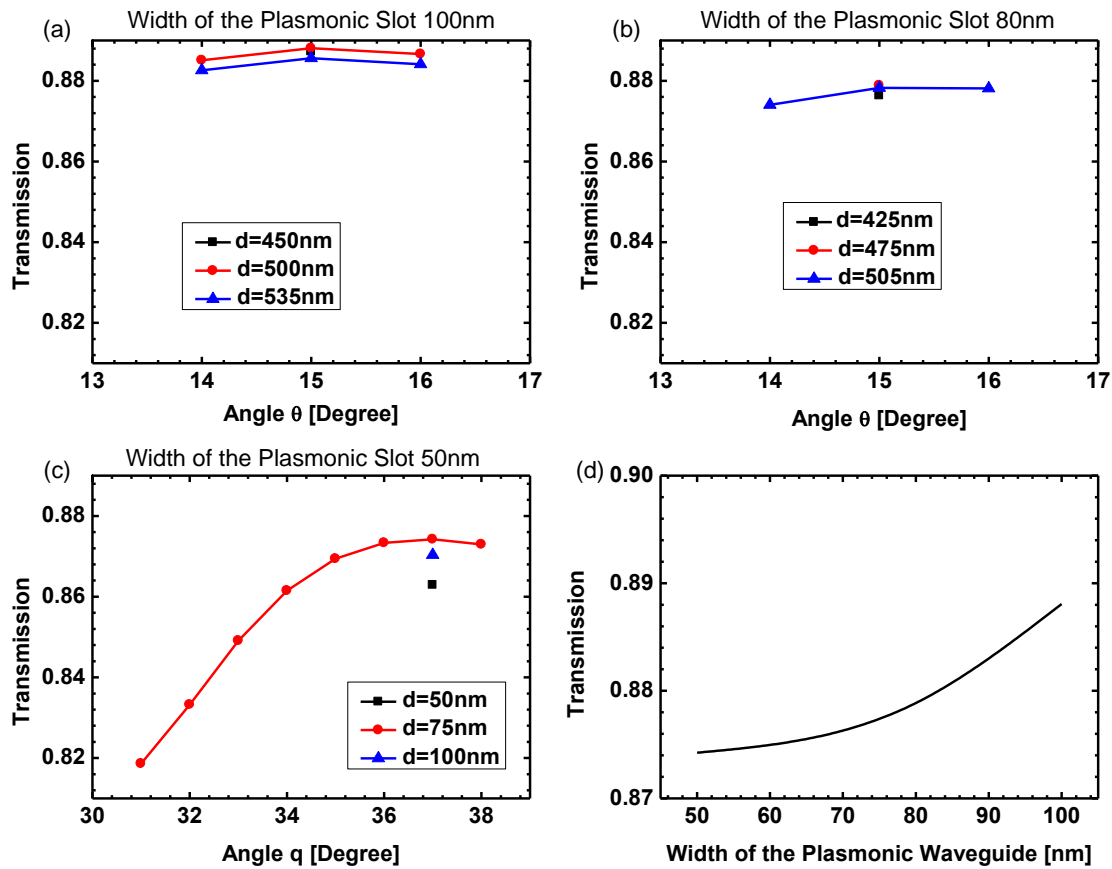 (a)
Width of the Plasmonic Slot 100nm
0.88
0.86
0.84
0.82
Transmission
d=450nm
d=500nm
d=535nm
13 14 15 16 17
Angle θ [Degree]
(b)
Width of the Plasmonic Slot 80nm
0.88
0.86
0.84
0.82
Transmission
d=425nm
d=475nm
d=505nm
13 14 15 16 17
Angle θ [Degree]
(c)
Width of the Plasmonic Slot 50nm
0.88
0.86
0.84
0.82
Transmission
d=50nm
d=75nm
d=100nm
30 32 34 36 38
Angle q [Degree]
(d)
0.90
0.89
0.88
0.87
Transmission
50 60 70 80 90 100
Width of the Plasmonic Waveguide [nm]